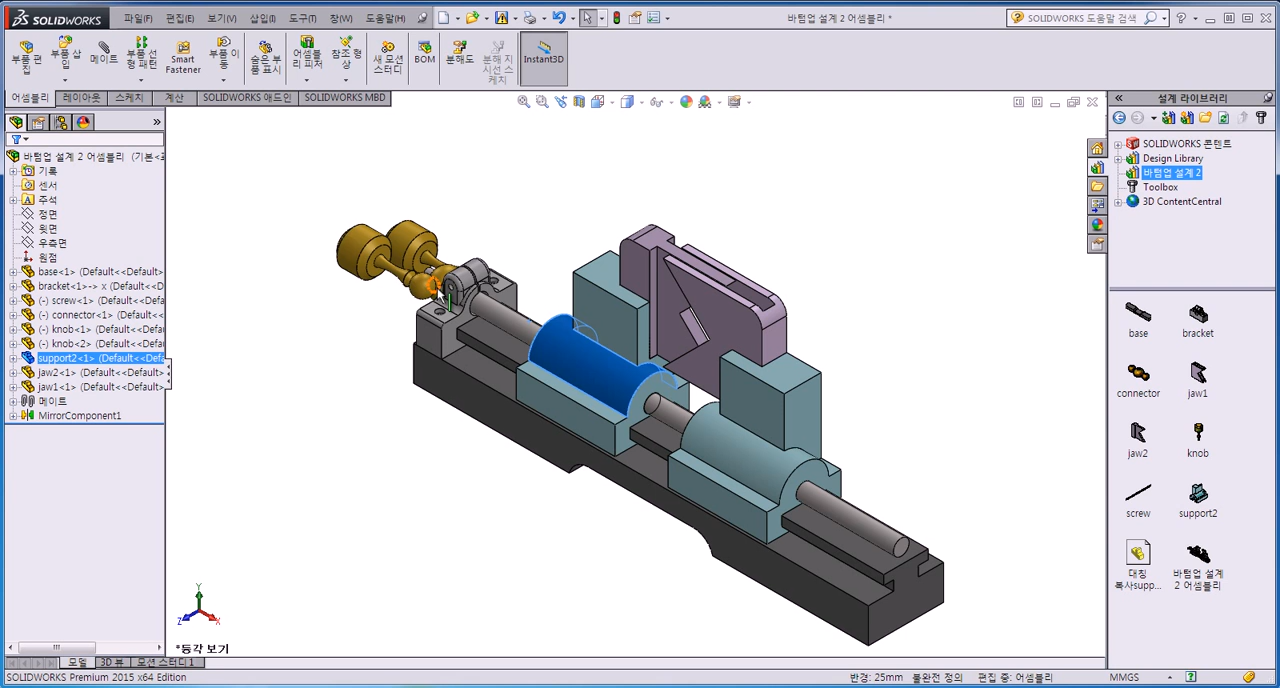 SOLIDWORKS
파일(F) 편집(E) 보기(V) 삽입(I) 도구(T) 창(W) 도움말(H)
바텀업 설계 2 어셈블리 *
SOLIDWORKS 도움말 검색
부품 편집
부품 삽입
메이트
부품 선형 패턴
Smart Fastener
부품 이동
숨은 부품 표시
어셈블리 피처
참조 형상
새 모션 스터디
BOM
분해도
분해 지시선 스케치
Instant3D
어셈블리 레이아웃 스케치 계산 SOLIDWORKS 애드인 SOLIDWORKS MBD
바텀업 설계 2 어셈블리 (기본<
기록
센서
주석
정면
윗면
우측면
원점
base<1> (Default<<Default>
bracket<1>-> x (Default<<
(-) screw<1> (Default<<De
(-) connector<1> (Default<
(-) knob<1> (Default<<Def
(-) knob<2> (Default<<Def
support2<1> (Default<<Defa
jaw2<1> (Default<<Default>
jaw1<1> (Default<<Default>
메이트
MirrorComponent1
Y
Z
X
*등각 보기
모델 3D 뷰 모션 스터디 1
SOLIDWORKS Premium 2015 x64 Edition
반경: 25mm 불완전 정의 편집 중: 어셈블리
MMGS
설계 라이브러리
SOLIDWORKS 콘텐트
Design Library
바텀업 설계 2
Toolbox
3D ContentCentral
base
bracket
connector
jaw1
jaw2
knob
screw
support2
대칭
복사supp...
바텀업 설계
2 어셈블리